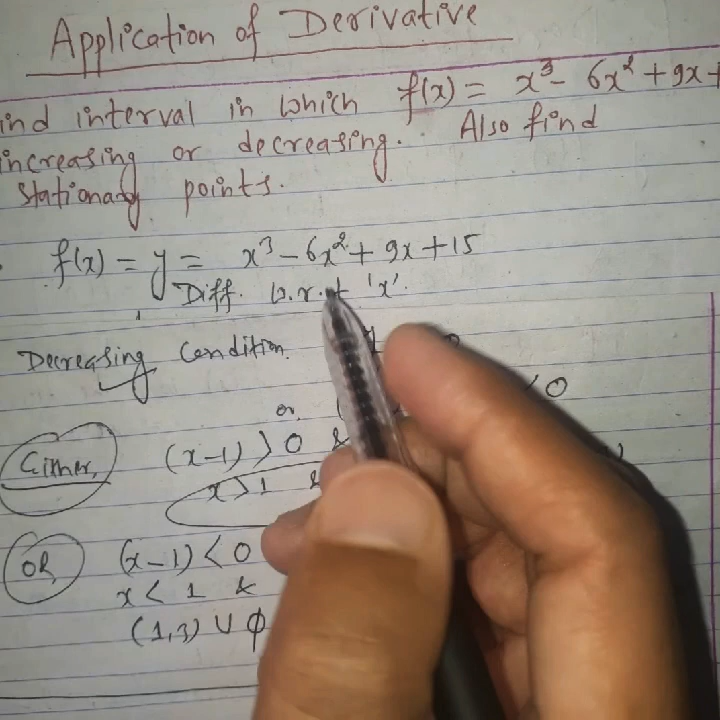 Application of Derivative
ind interval in which f(x) = x³ - 6x² + 9x +
increasing or decreasing. Also find
stationary points.
f(x) = y = x³ - 6x² + 9x + 15
Diff. w.r.t 'x'.
Decreasing Condition.
or < 0
Either, (x-1) > 0 &
x > 1 &
OR (x-1) < 0
x < 1 &
(1,3) ∪ ϕ